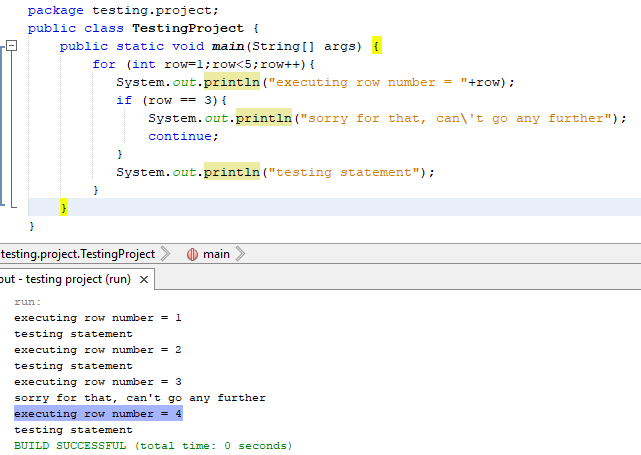 package testing.project;
public class TestingProject {
public static void main(String[] args) {
for (int row=1;row<5;row++){
System.out.println("executing row number = "+row);
if (row == 3){
System.out.println("sorry for that, can\'t go any further");
continue;
}
System.out.println("testing statement");
}
}
}
testing.project.TestingProject main
out - testing project (run) ×
run:
executing row number = 1
testing statement
executing row number = 2
testing statement
executing row number = 3
sorry for that, can't go any further
executing row number = 4
testing statement
BUILD SUCCESSFUL (total time: 0 seconds)